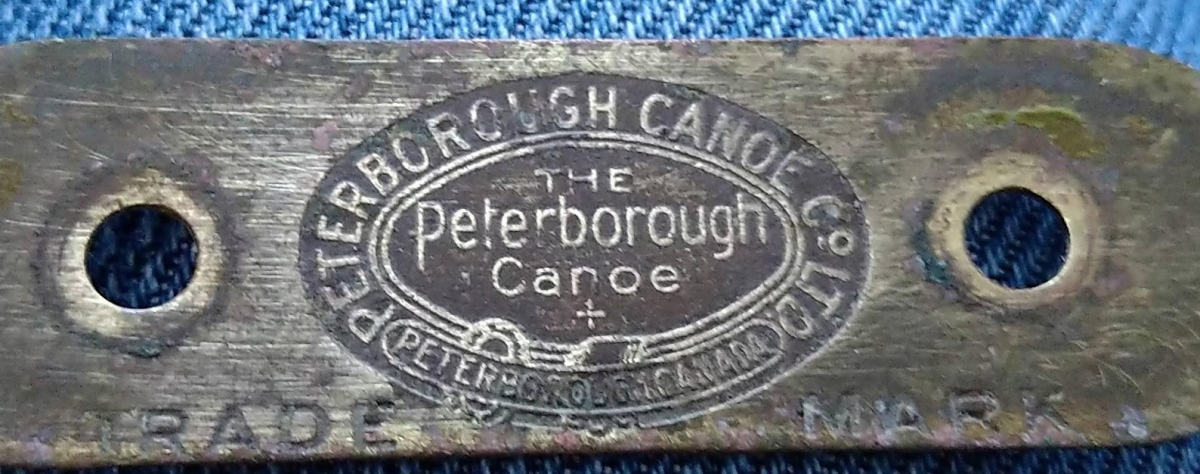 PETERBOROUGH CANOE Co LTD.
THE
Peterborough
Canoe
PETERBOROUGH CANADA
TRADE MARK